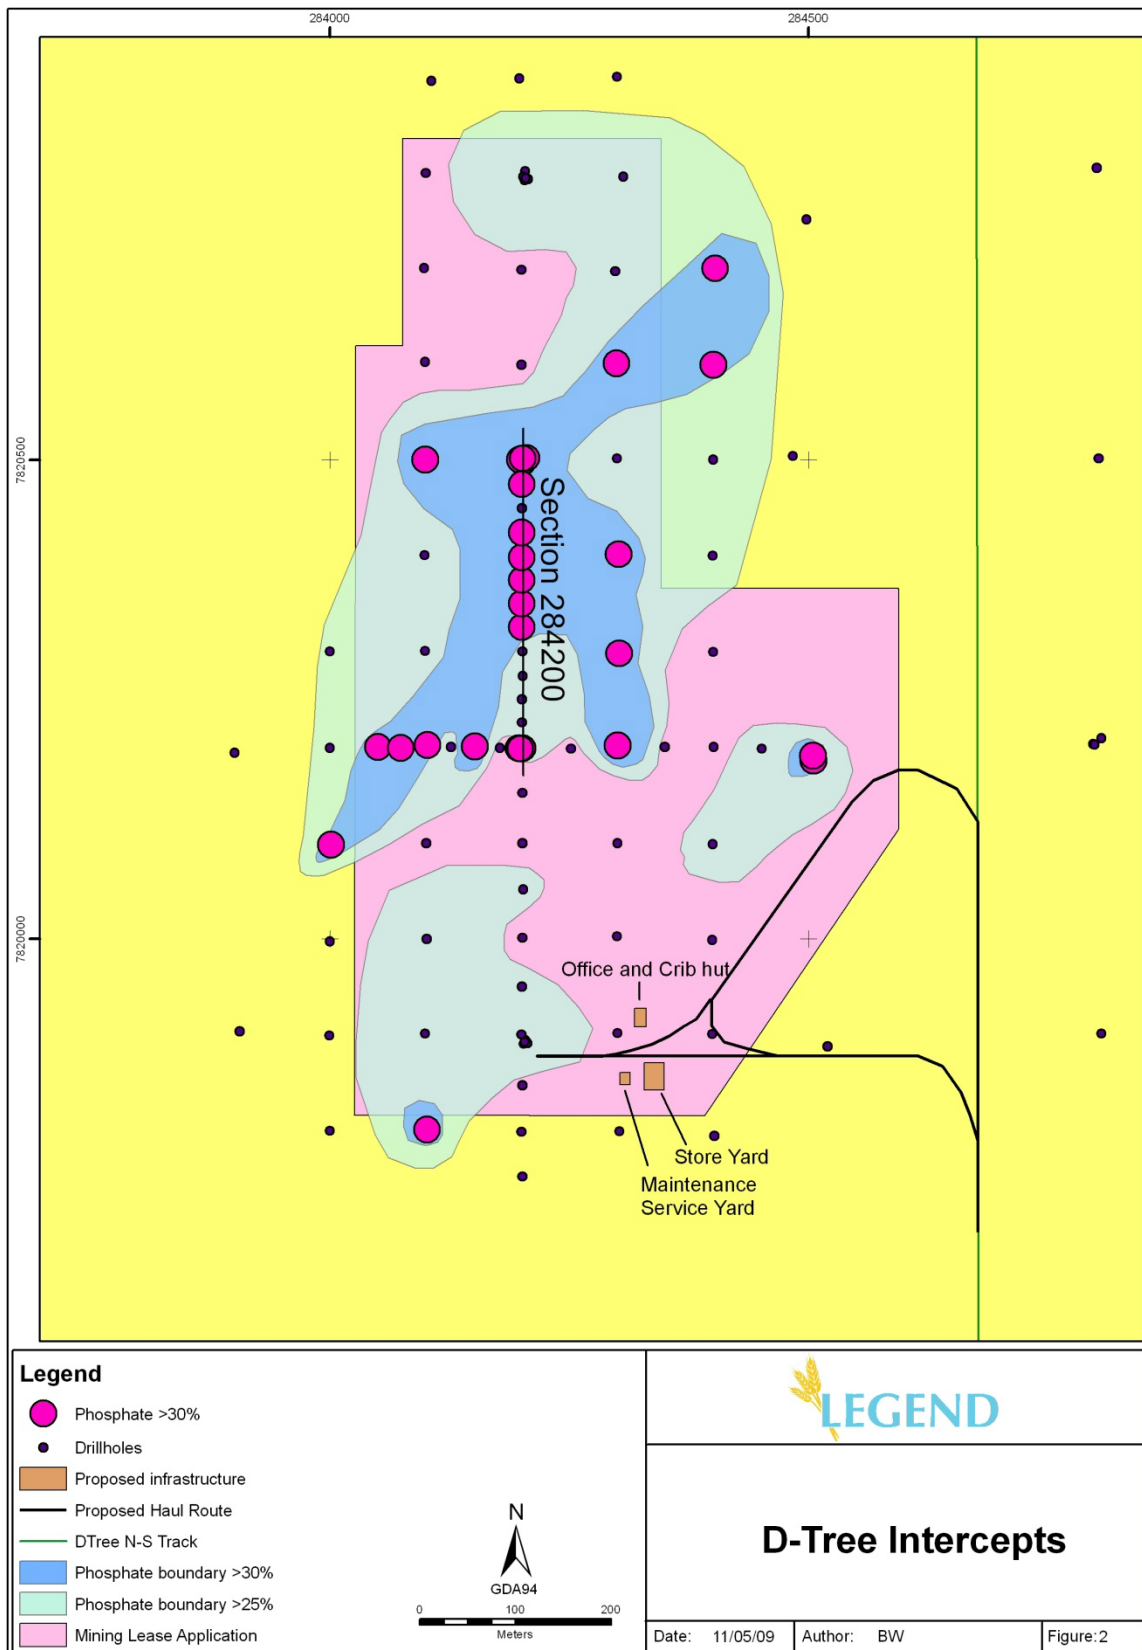 284000
284500
7820500
Section 284200
7820000
Office and Crib hut
Store Yard
Maintenance
Service Yard
Legend
Phosphate >30%
Drillholes
Proposed infrastructure
Proposed Haul Route
DTree N-S Track
Phosphate boundary >30%
Phosphate boundary >25%
Mining Lease Application
N
GDA94
0 100 200
Meters
LEGEND
D-Tree Intercepts
Date: 11/05/09
Author: BW
Figure:2